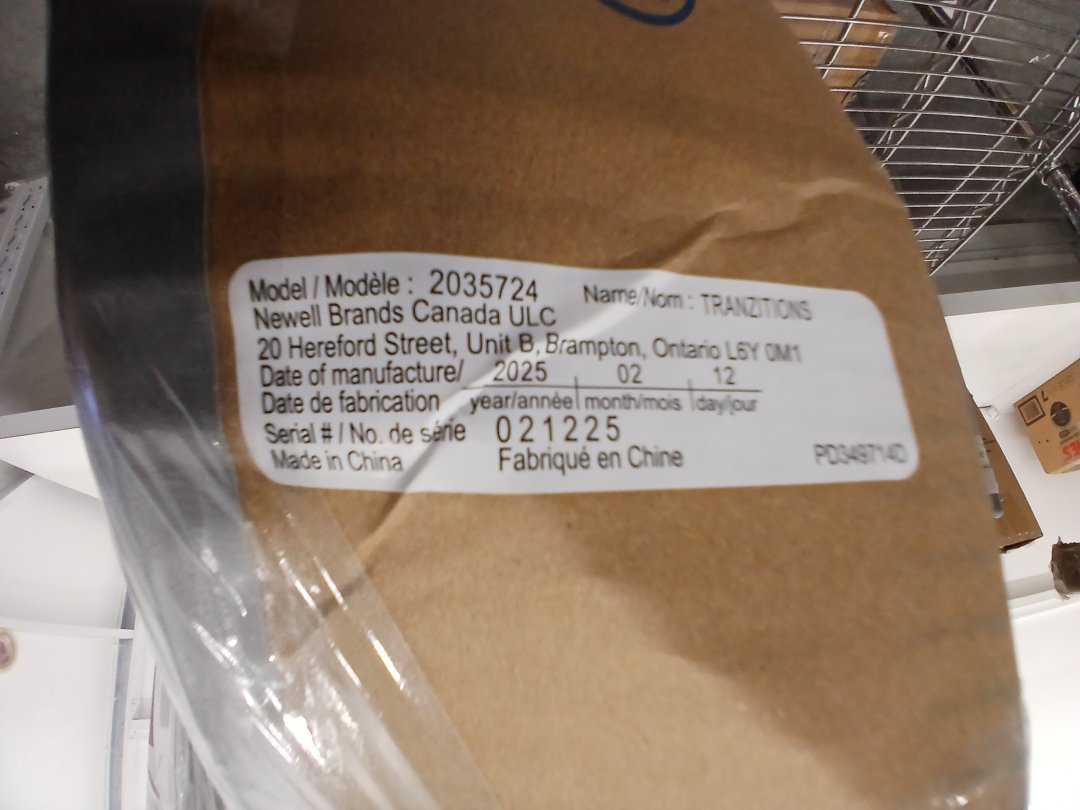 Model / Modèle : 2035724 Name/Nom : TRANZITIONS
Newell Brands Canada ULC
20 Hereford Street, Unit B, Brampton, Ontario L6Y 0M1
Date of manufacture/ 2025 02 12
Date de fabrication year/année month/mois day/jour
Serial # / No. de série 021225
Made in China Fabriqué en Chine PD349714D